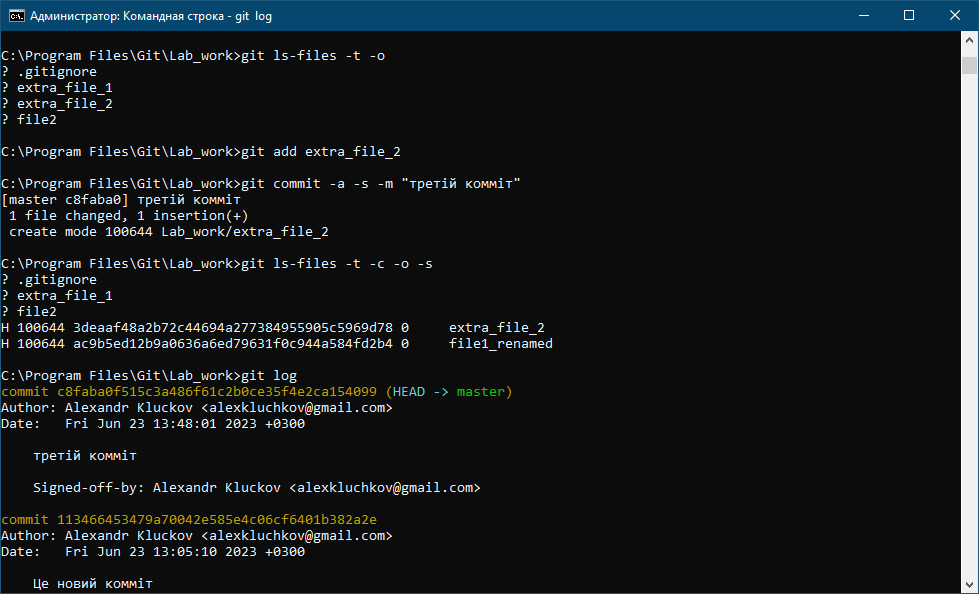 Администратор: Командная строка - git log
C:\Program Files\Git\Lab_work>git ls-files -t -o
? .gitignore
? extra_file_1
? extra_file_2
? file2
C:\Program Files\Git\Lab_work>git add extra_file_2
C:\Program Files\Git\Lab_work>git commit -a -s -m "третій комміт"
[master c8faba0] третій комміт
 1 file changed, 1 insertion(+)
 create mode 100644 Lab_work/extra_file_2
C:\Program Files\Git\Lab_work>git ls-files -t -c -o -s
? .gitignore
? extra_file_1
? file2
H 100644 3deaaf48a2b72c44694a277384955905c5969d78 0     extra_file_2
H 100644 ac9b5ed12b9a0636a6ed79631f0c944a584fd2b4 0     file1_renamed
C:\Program Files\Git\Lab_work>git log
commit c8faba0f515c3a486f61c2b0ce35f4e2ca154099 (HEAD -> master)
Author: Alexandr Kluckov <alexkluchkov@gmail.com>
Date:   Fri Jun 23 13:48:01 2023 +0300
    третій комміт
    Signed-off-by: Alexandr Kluckov <alexkluchkov@gmail.com>
commit 113466453479a70042e585e4c06cf6401b382a2e
Author: Alexandr Kluckov <alexkluchkov@gmail.com>
Date:   Fri Jun 23 13:05:10 2023 +0300
    Це новий комміт